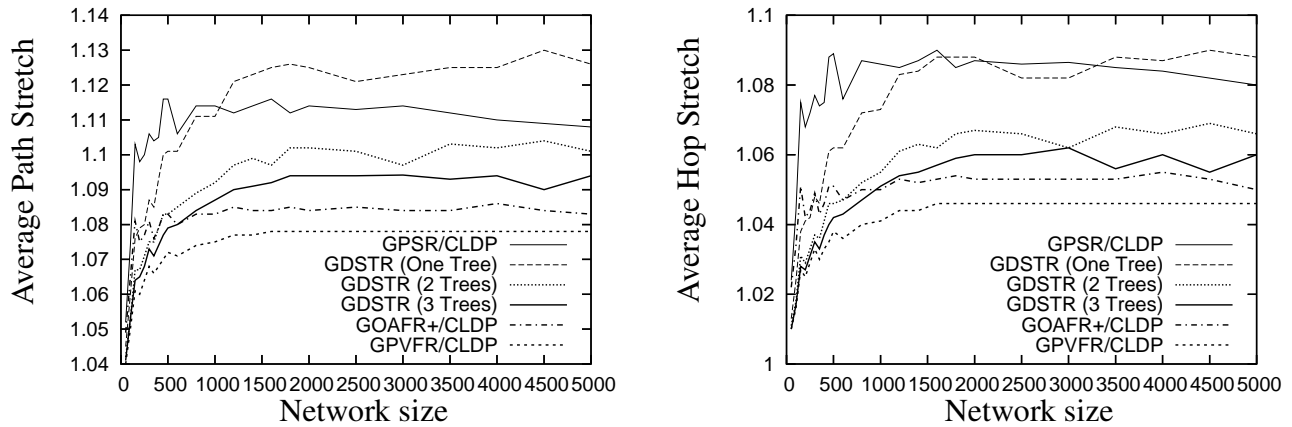 Average Path Stretch
1.14
1.13
1.12
1.11
1.1
1.09
1.08
1.07
1.06
1.05
1.04
GPSR/CLDP
GDSTR (One Tree)
GDSTR (2 Trees)
GDSTR (3 Trees)
GOAFR+/CLDP
GPVFR/CLDP
0 500 1000 1500 2000 2500 3000 3500 4000 4500 5000
Network size
Average Hop Stretch
1.1
1.08
1.06
1.04
1.02
1
GPSR/CLDP
GDSTR (One Tree)
GDSTR (2 Trees)
GDSTR (3 Trees)
GOAFR+/CLDP
GPVFR/CLDP
0 500 1000 1500 2000 2500 3000 3500 4000 4500 5000
Network size